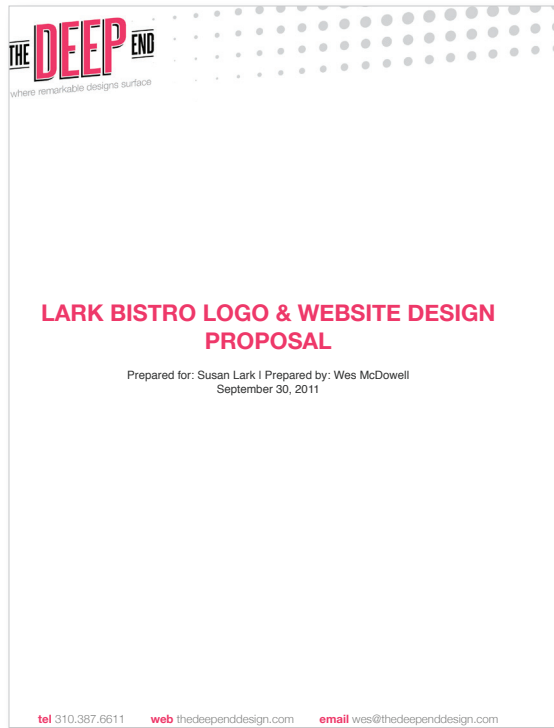 THE DEEP END
where remarkable designs surface
LARK BISTRO LOGO & WEBSITE DESIGN
PROPOSAL
Prepared for: Susan Lark | Prepared by: Wes McDowell
September 30, 2011
tel 310.387.6611 web thedeependdesign.com email wes@thedeependdesign.com